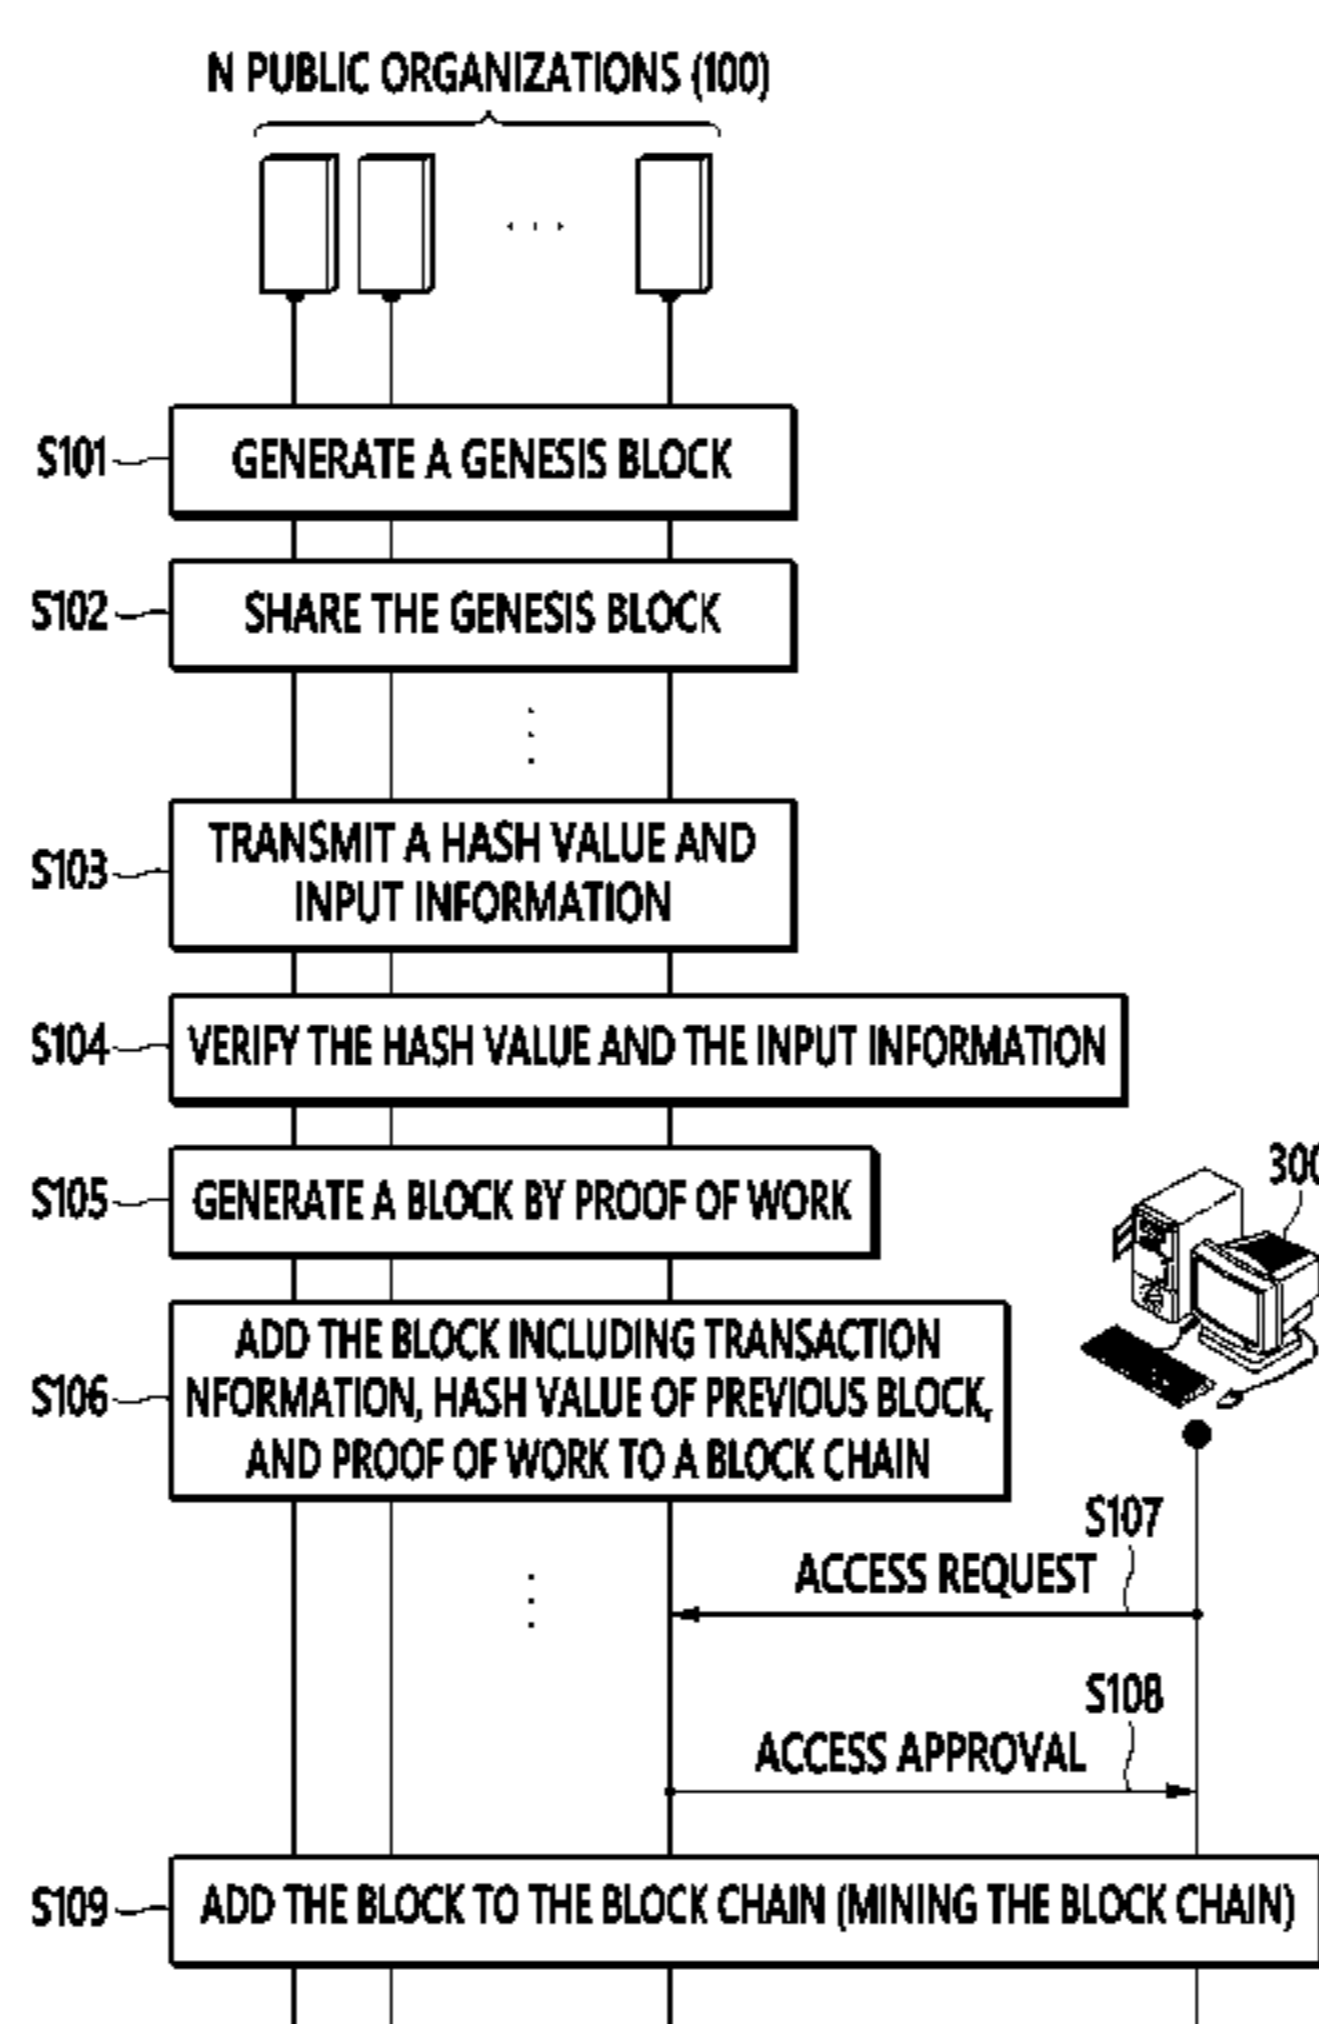 N PUBLIC ORGANIZATIONS (100)
S101
GENERATE A GENESIS BLOCK
S102
SHARE THE GENESIS BLOCK
S103
TRANSMIT A HASH VALUE AND
INPUT INFORMATION
S104
VERIFY THE HASH VALUE AND THE INPUT INFORMATION
S105
GENERATE A BLOCK BY PROOF OF WORK
300
S106
ADD THE BLOCK INCLUDING TRANSACTION
NFORMATION, HASH VALUE OF PREVIOUS BLOCK,
AND PROOF OF WORK TO A BLOCK CHAIN
S107
ACCESS REQUEST
S108
ACCESS APPROVAL
S109
ADD THE BLOCK TO THE BLOCK CHAIN (MINING THE BLOCK CHAIN)